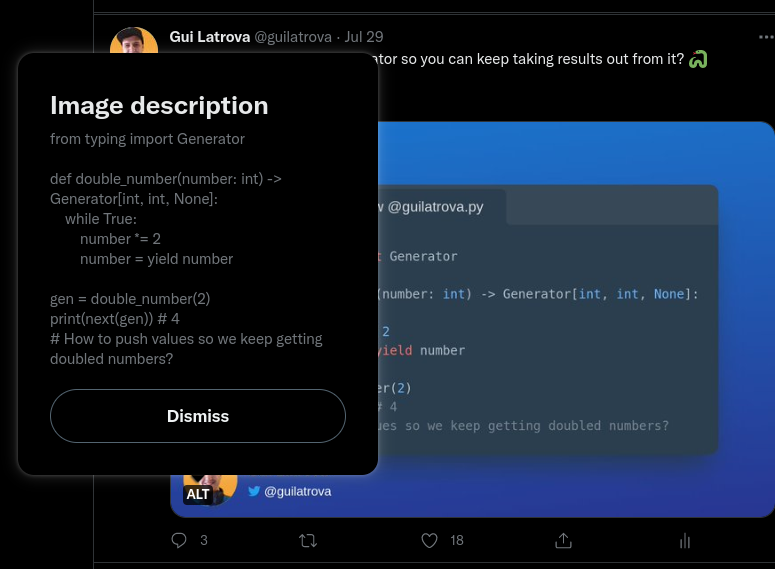 Gui Latrova @guilatrova · Jul 29
ator so you can keep taking results out from it? 🐍
Image description
from typing import Generator
def double_number(number: int) ->
Generator[int, int, None]:
while True:
number *= 2
number = yield number
gen = double_number(2)
print(next(gen)) # 4
# How to push values so we keep getting
doubled numbers?
Dismiss
w @guilatrova.py
t Generator
(number: int) -> Generator[int, int, None]:
2
yield number
er(2)
# 4
ues so we keep getting doubled numbers?
ALT
@guilatrova
3
18